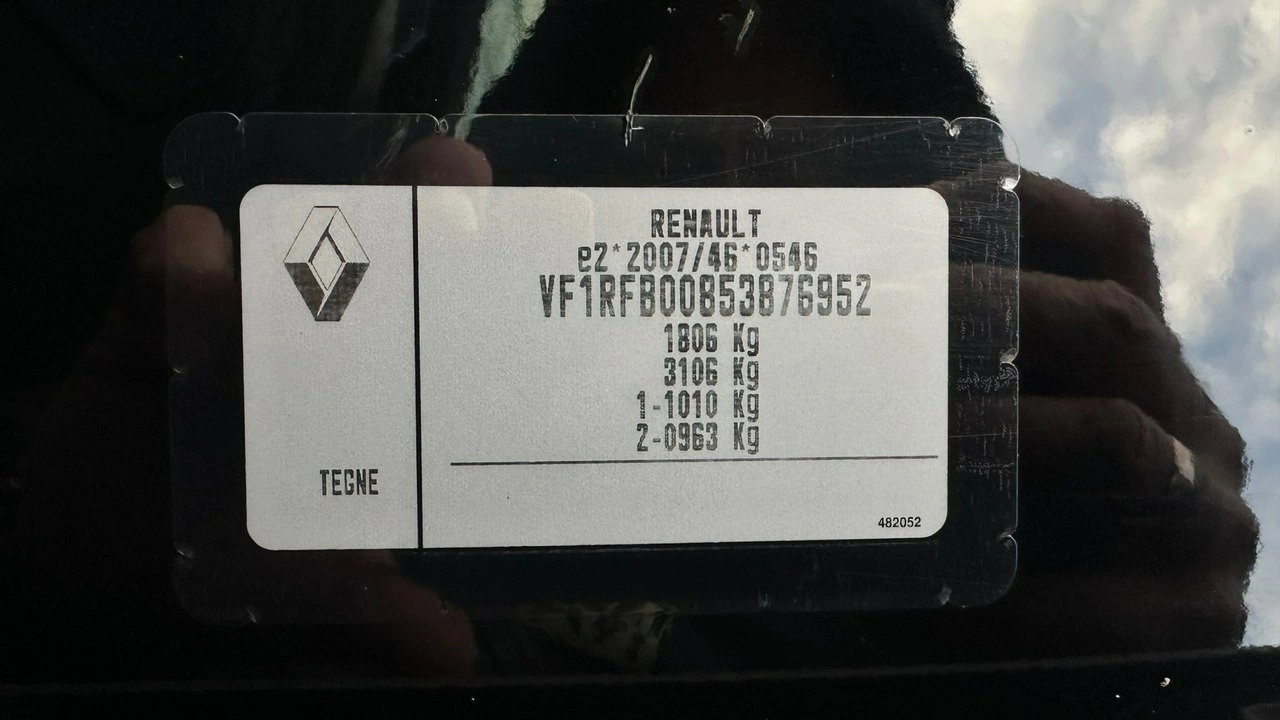 RENAULT
e2*2007/46*0546
VF1RFB00853876952
1806 Kg
3106 Kg
1-1010 Kg
2-0963 Kg
TEGNE
482052